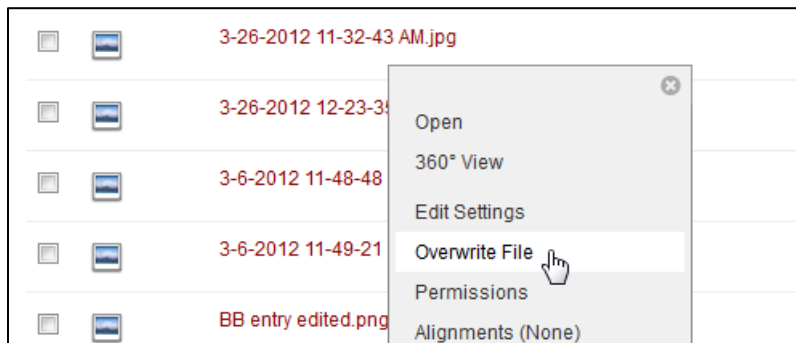 3-26-2012 11-32-43 AM.jpg
3-26-2012 12-23-35
3-6-2012 11-48-48
3-6-2012 11-49-21
BB entry edited.png
Open
360° View
Edit Settings
Overwrite File
Permissions
Alignments (None)